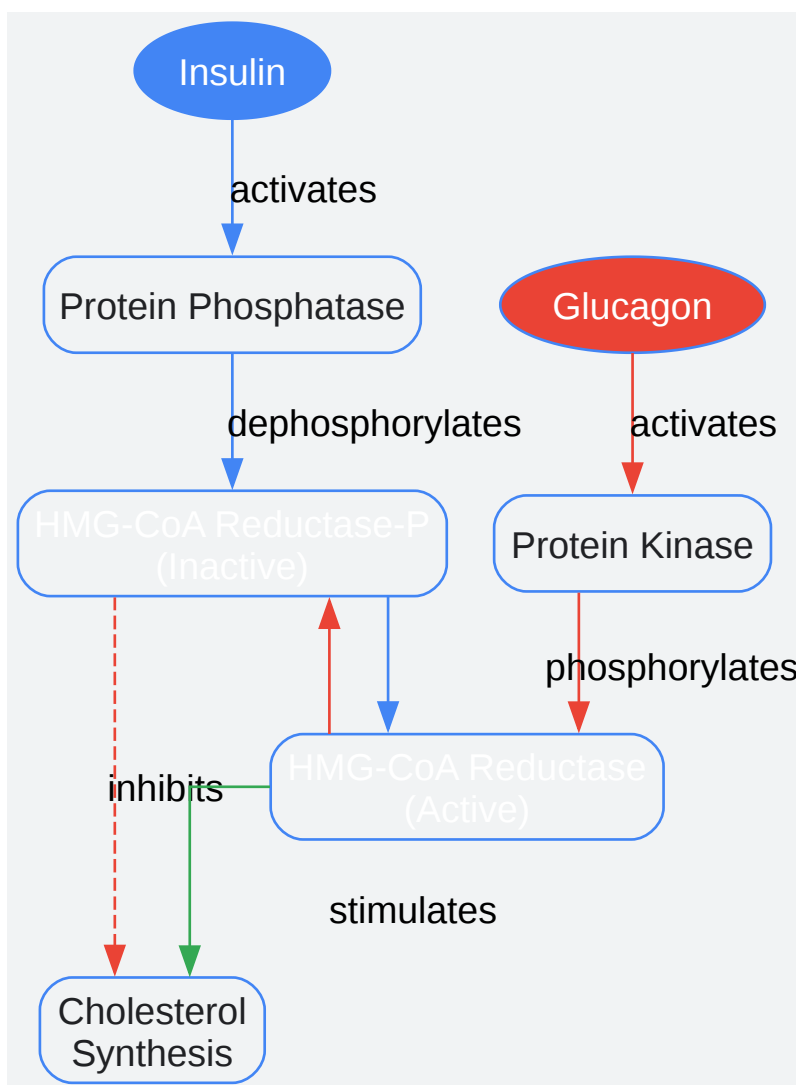 Insulin
activates
Protein Phosphatase
Glucagon
dephosphorylates
activates
HMG-CoA Reductase-P
(Inactive)
Protein Kinase
phosphorylates
HMG-CoA Reductase
(Active)
inhibits
stimulates
Cholesterol
Synthesis